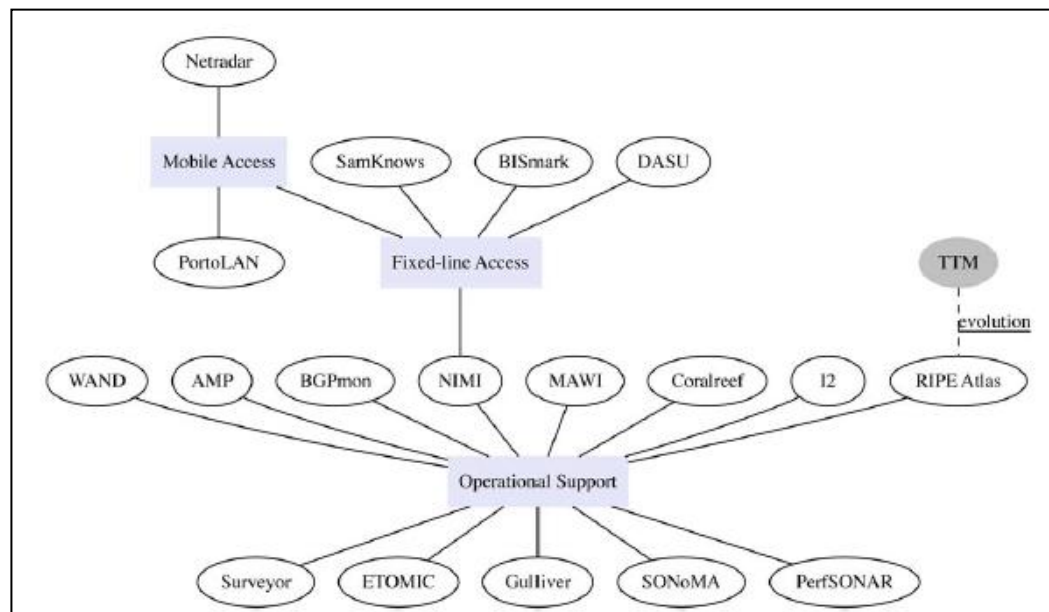 Netradar
Mobile Access
SamKnows
BISmark
DASU
PortoLAN
Fixed-line Access
TTM
evolution
WAND
AMP
BGPmon
NIMI
MAWI
Coralreef
I2
RIPE Atlas
Operational Support
Surveyor
ETOMIC
Gulliver
SONoMA
PerfSONAR